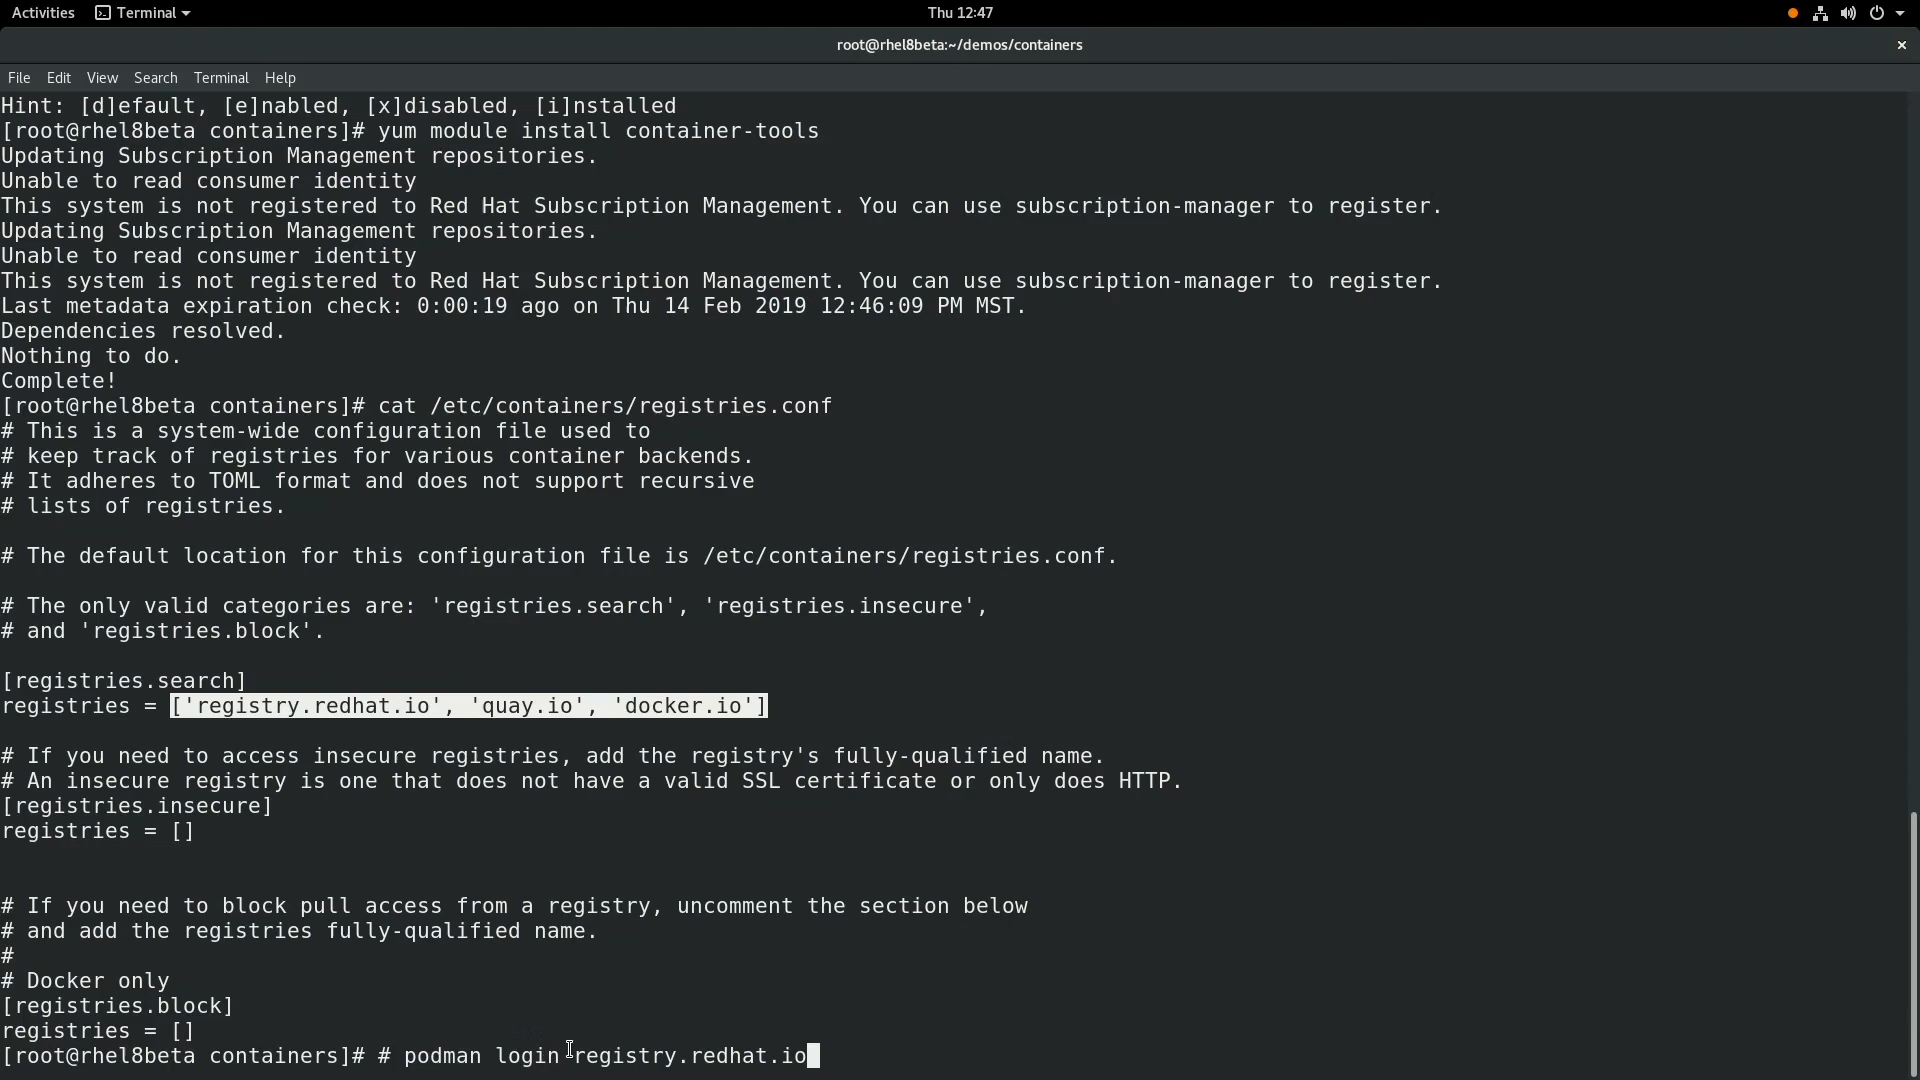 Activities Terminal Thu 12:47
root@rhel8beta:~/demos/containers
File Edit View Search Terminal Help
Hint: [d]efault, [e]nabled, [x]disabled, [i]nstalled
[root@rhel8beta containers]# yum module install container-tools
Updating Subscription Management repositories.
Unable to read consumer identity
This system is not registered to Red Hat Subscription Management. You can use subscription-manager to register.
Updating Subscription Management repositories.
Unable to read consumer identity
This system is not registered to Red Hat Subscription Management. You can use subscription-manager to register.
Last metadata expiration check: 0:00:19 ago on Thu 14 Feb 2019 12:46:09 PM MST.
Dependencies resolved.
Nothing to do.
Complete!
[root@rhel8beta containers]# cat /etc/containers/registries.conf
# This is a system-wide configuration file used to
# keep track of registries for various container backends.
# It adheres to TOML format and does not support recursive
# lists of registries.
# The default location for this configuration file is /etc/containers/registries.conf.
# The only valid categories are: 'registries.search', 'registries.insecure',
# and 'registries.block'.
[registries.search]
registries = ['registry.redhat.io', 'quay.io', 'docker.io']
# If you need to access insecure registries, add the registry's fully-qualified name.
# An insecure registry is one that does not have a valid SSL certificate or only does HTTP.
[registries.insecure]
registries = []
# If you need to block pull access from a registry, uncomment the section below
# and add the registries fully-qualified name.
#
# Docker only
[registries.block]
registries = []
[root@rhel8beta containers]# # podman login registry.redhat.io